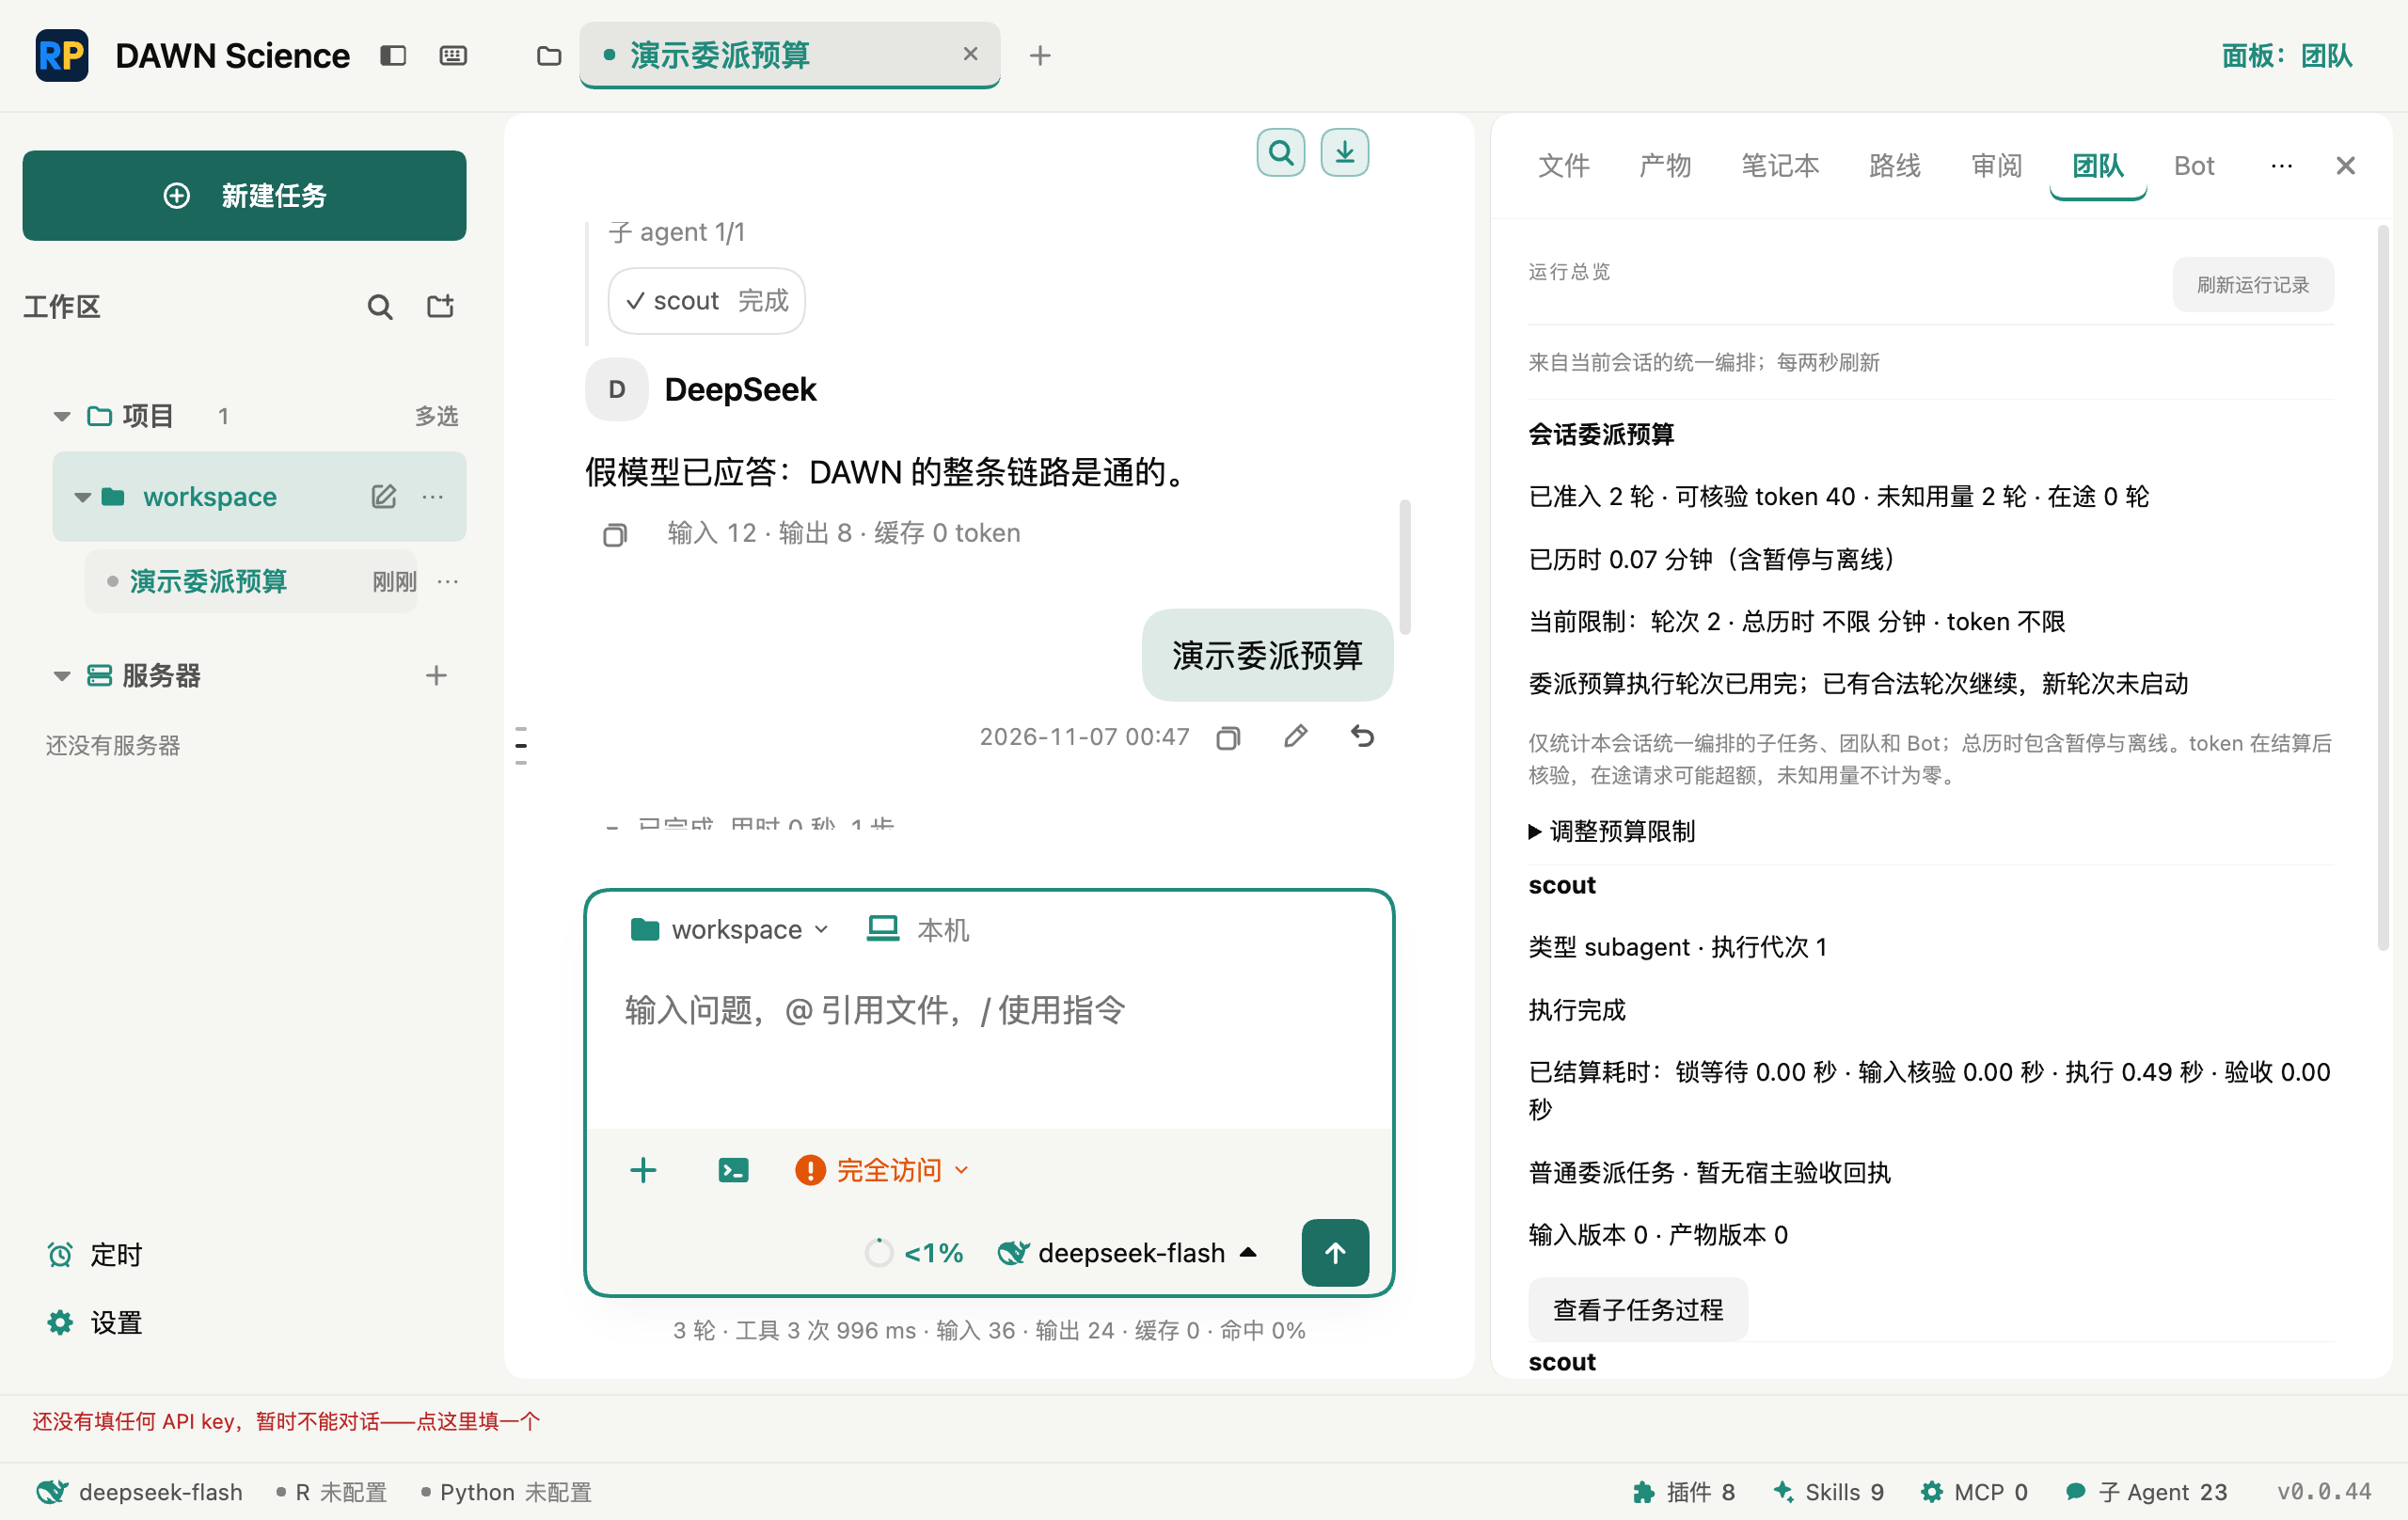 RP DAWN Science
演示委派预算
面板：团队
新建任务
工作区
项目 1 多选
workspace
演示委派预算 刚刚
服务器
还没有服务器
定时
设置
子 agent 1/1
scout 完成
D DeepSeek
假模型已应答：DAWN 的整条链路是通的。
输入 12 · 输出 8 · 缓存 0 token
演示委派预算
2026-11-07 00:47
已完成 用时 0 秒 1 步
workspace 本机
输入问题，@ 引用文件，/ 使用指令
完全访问
<1% deepseek-flash
3 轮 · 工具 3 次 996 ms · 输入 36 · 输出 24 · 缓存 0 · 命中 0%
文件 产物 笔记本 路线 审阅 团队 Bot ···
运行总览
刷新运行记录
来自当前会话的统一编排；每两秒刷新
会话委派预算
已准入 2 轮 · 可核验 token 40 · 未知用量 2 轮 · 在途 0 轮
已历时 0.07 分钟（含暂停与离线）
当前限制：轮次 2 · 总历时 不限 分钟 · token 不限
委派预算执行轮次已用完；已有合法轮次继续，新轮次未启动
仅统计本会话统一编排的子任务、团队和 Bot；总历时包含暂停与离线。token 在结算后
核验，在途请求可能超额，未知用量不计为零。
调整预算限制
scout
类型 subagent · 执行代次 1
执行完成
已结算耗时：锁等待 0.00 秒 · 输入核验 0.00 秒 · 执行 0.49 秒 · 验收 0.00
秒
普通委派任务 · 暂无宿主验收回执
输入版本 0 · 产物版本 0
查看子任务过程
scout
还没有填任何 API key，暂时不能对话——点这里填一个
deepseek-flash R 未配置 Python 未配置
插件 8 Skills 9 MCP 0 子 Agent 23 v0.0.44